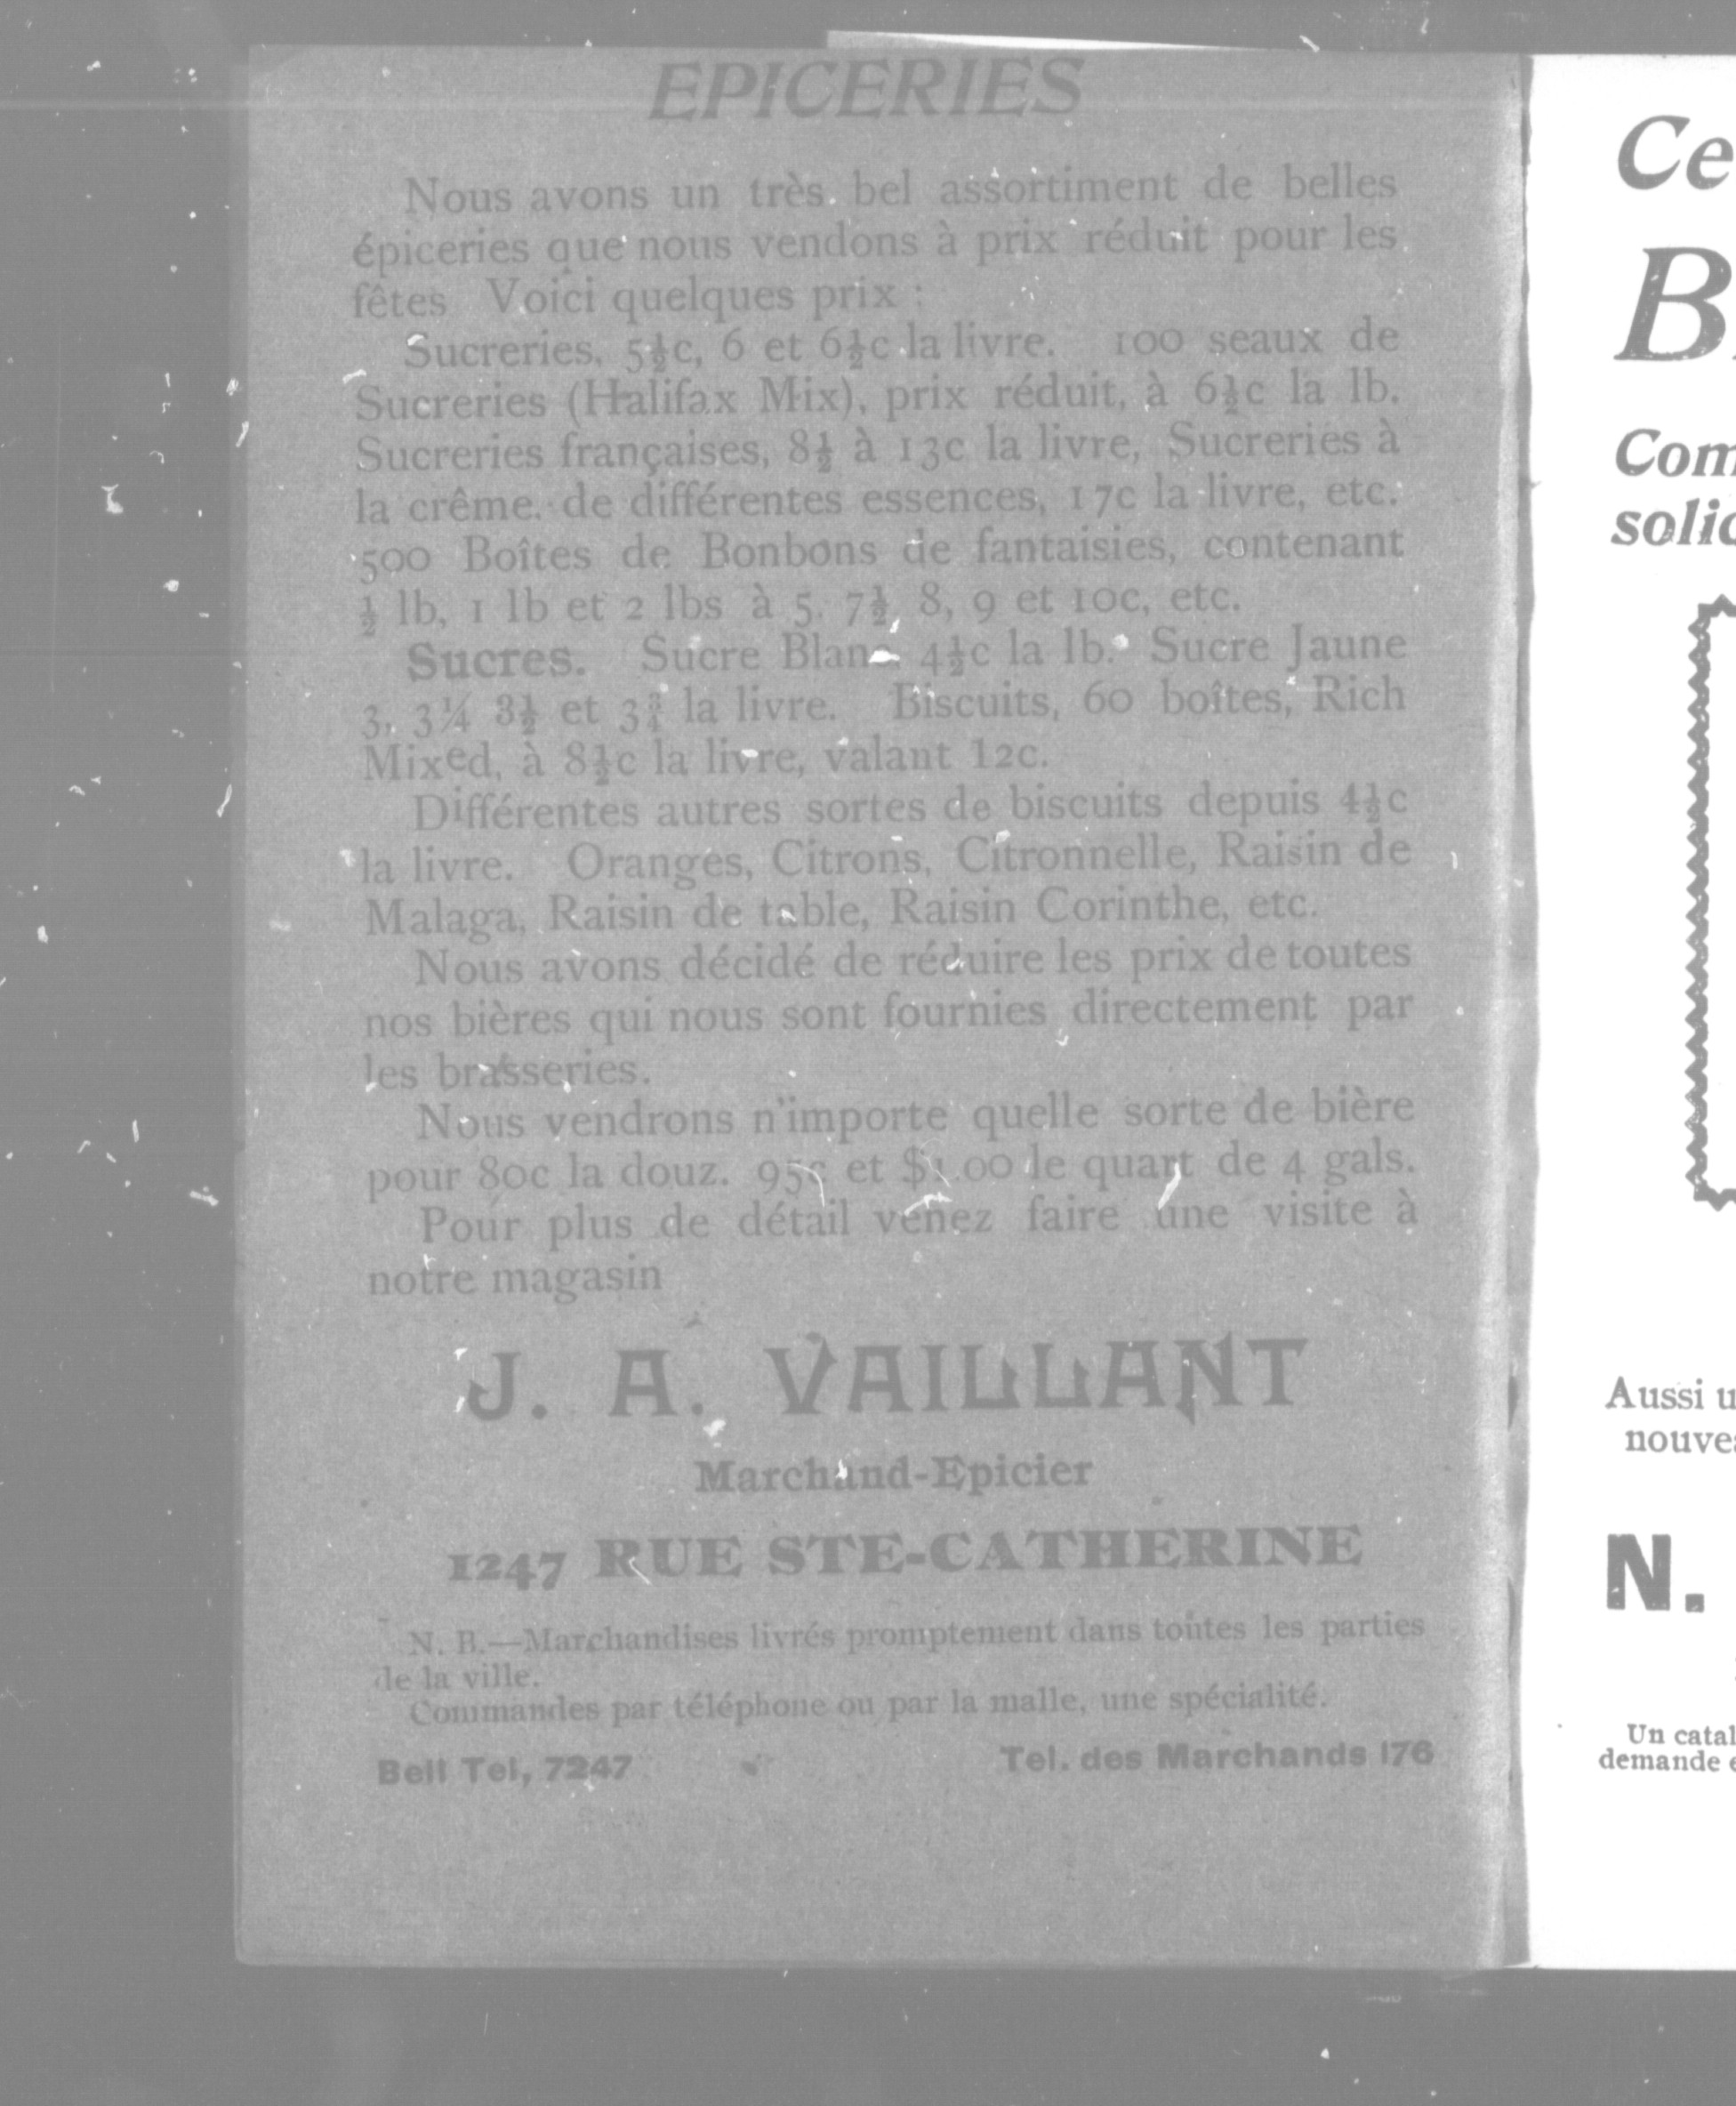 EPICERIES
Nous avons un très bel assortiment de belles
épiceries que nous vendons à prix réduit pour les
fêtes Voici quelques prix :
Sucreries, 5½c, 6 et 6½c la livre. 100 seaux de
Sucreries (Halifax Mix), prix réduit, à 6½c la lb.
Sucreries françaises, 8½ à 13c la livre, Sucreries à
la crême. de différentes essences, 17c la livre, etc.
500 Boîtes de Bonbons de fantaisies, contenant
½ lb, 1 lb et 2 lbs à 5. 7½, 8, 9 et 10c, etc.
Sucres. Sucre Blanc 4½c la lb. Sucre Jaune
3, 3¼ 3½ et 3¾ la livre. Biscuits, 60 boîtes, Rich
Mixed, à 8½c la livre, valant 12c.
Différentes autres sortes de biscuits depuis 4½c
la livre. Oranges, Citrons, Citronnelle, Raisin de
Malaga, Raisin de table, Raisin Corinthe, etc.
Nous avons décidé de réduire les prix de toutes
nos bières qui nous sont fournies directement par
les brasseries.
Nous vendrons n'importe quelle sorte de bière
pour 80c la douz. 95c et $1.00 le quart de 4 gals.
Pour plus de détail venez faire une visite à
notre magasin
J. A. VAILLANT
Marchand-Epicier
1247 RUE STE-CATHERINE
N. B.—Marchandises livrés promptement dans toutes les parties
de la ville.
Commandes par téléphone ou par la malle, une spécialité.
Bell Tel, 7247 Tel. des Marchands 176
Ce
B
Com
solid
Aussi u
nouve
N.
Un catal
demande e